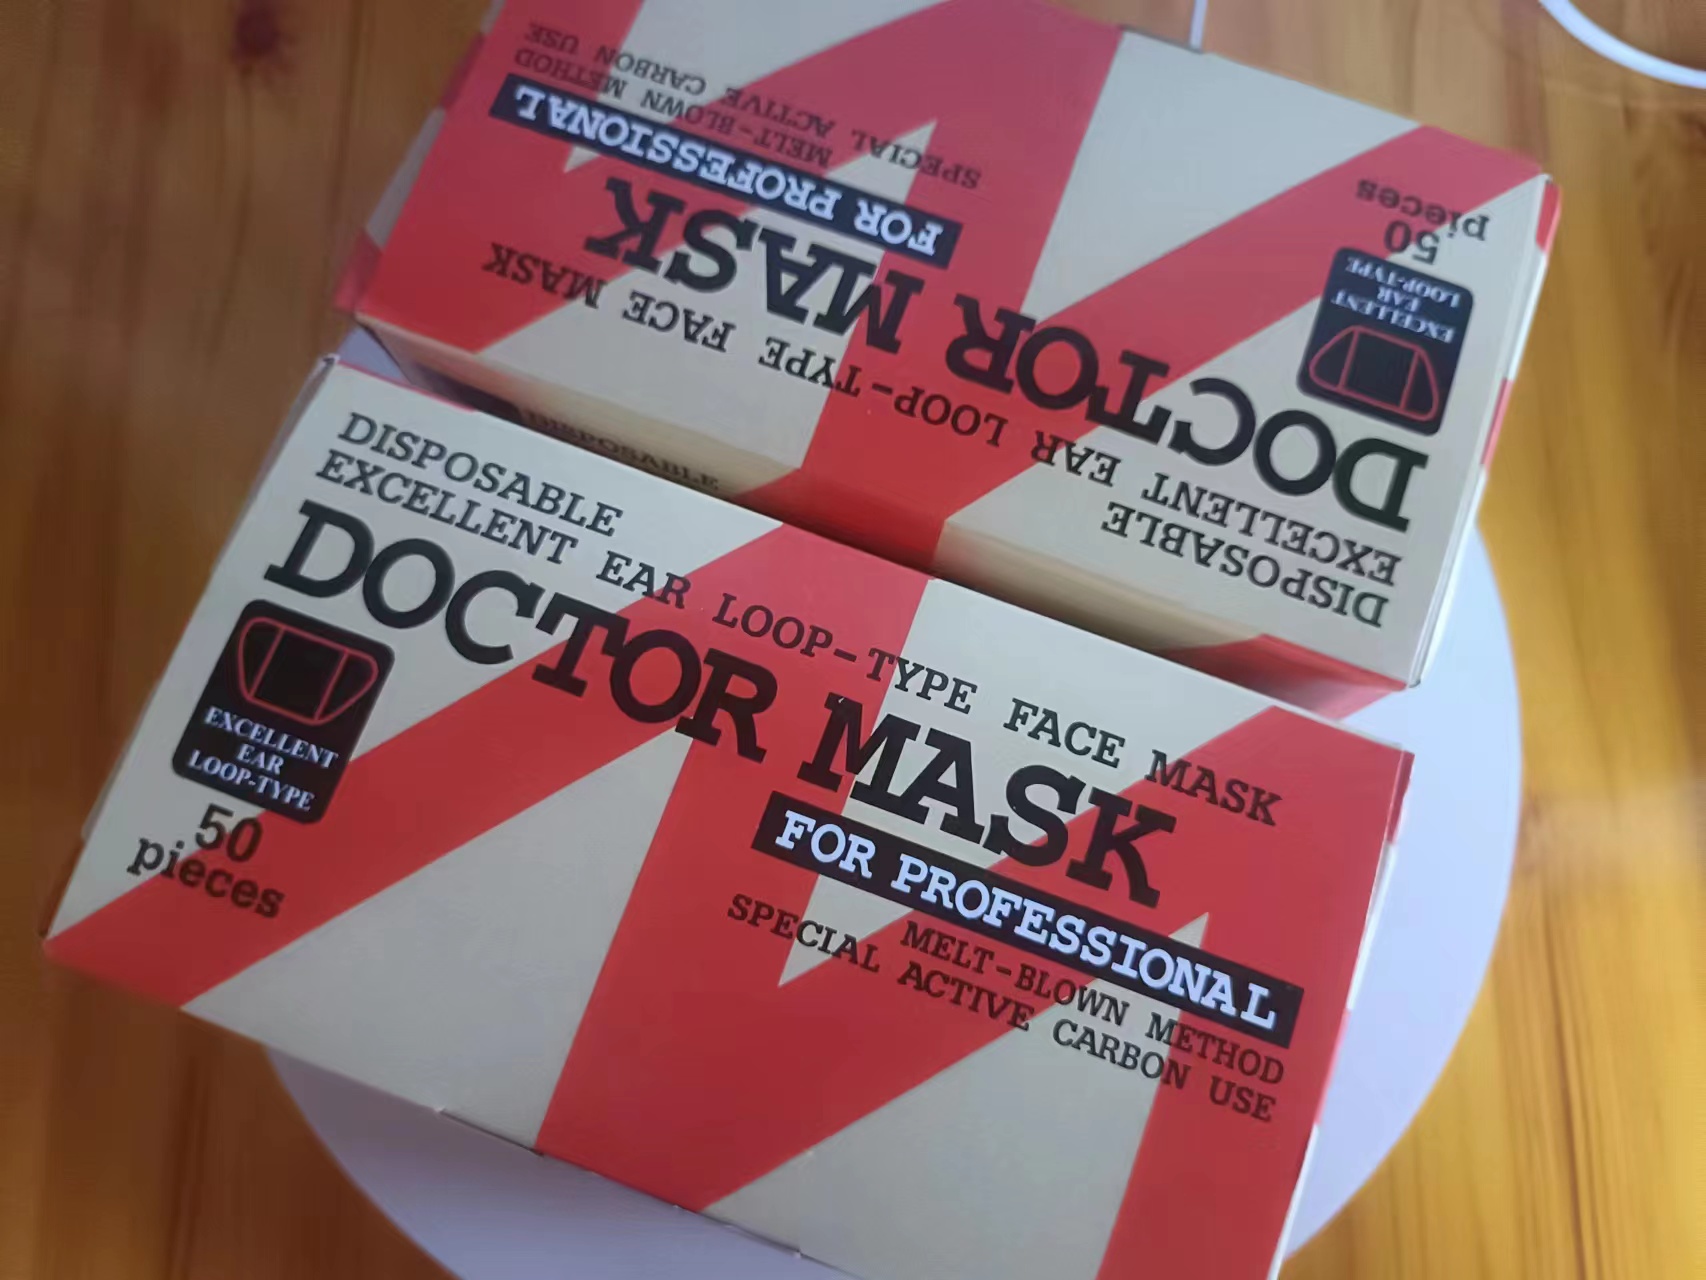 DISPOSABLE
EXCELLENT EAR LOOP-TYPE FACE MASK
DOCTOR MASK
FOR PROFESSIONAL
MELT-BLOWN METHOD
SPECIAL ACTIVE CARBON USE
EXCELLENT
EAR
LOOP-TYPE
50
pieces
DISPOSABLE
DISPOSABLE
EXCELLENT EAR LOOP-TYPE FACE MASK
DOCTOR MASK
FOR PROFESSIONAL
MELT-BLOWN METHOD
SPECIAL ACTIVE CARBON USE
EXCELLENT
EAR
LOOP-TYPE
50
pieces